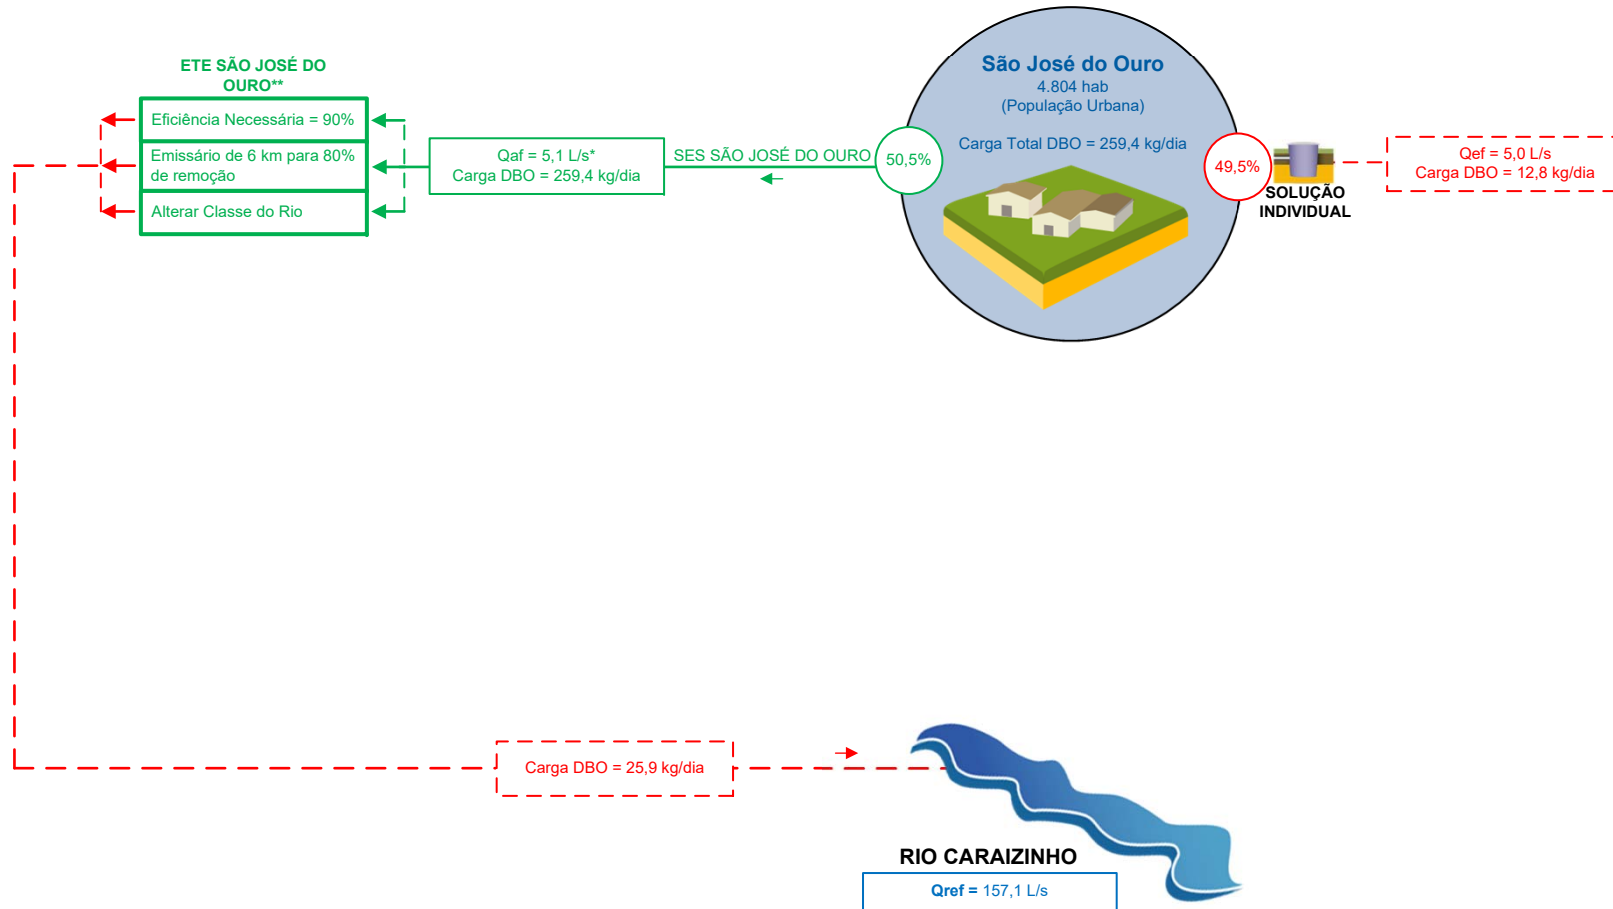 ETE SÃO JOSÉ DO
OURO**
Eficiência Necessária = 90%
Emissário de 6 km para 80%
de remoção
Alterar Classe do Rio
Qaf = 5,1 L/s*
Carga DBO = 259,4 kg/dia
SES SÃO JOSÉ DO OURO
50,5%
São José do Ouro
4.804 hab
(População Urbana)
Carga Total DBO = 259,4 kg/dia
49,5%
SOLUÇÃO
INDIVIDUAL
Qef = 5,0 L/s
Carga DBO = 12,8 kg/dia
Carga DBO = 25,9 kg/dia
RIO CARAIZINHO
Qref = 157,1 L/s